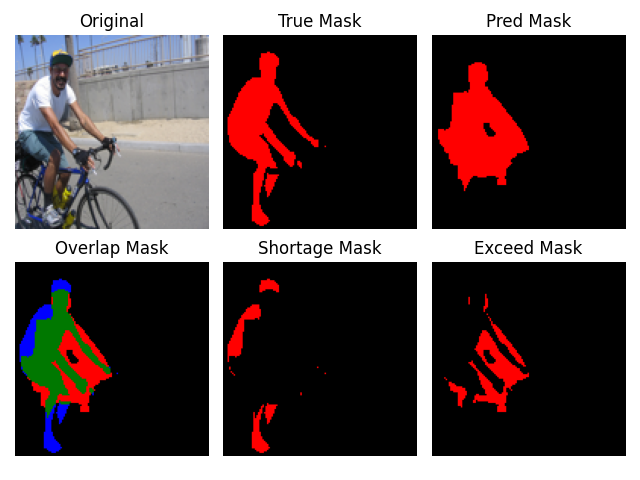 Original
True Mask
Pred Mask
Overlap Mask
Shortage Mask
Exceed Mask